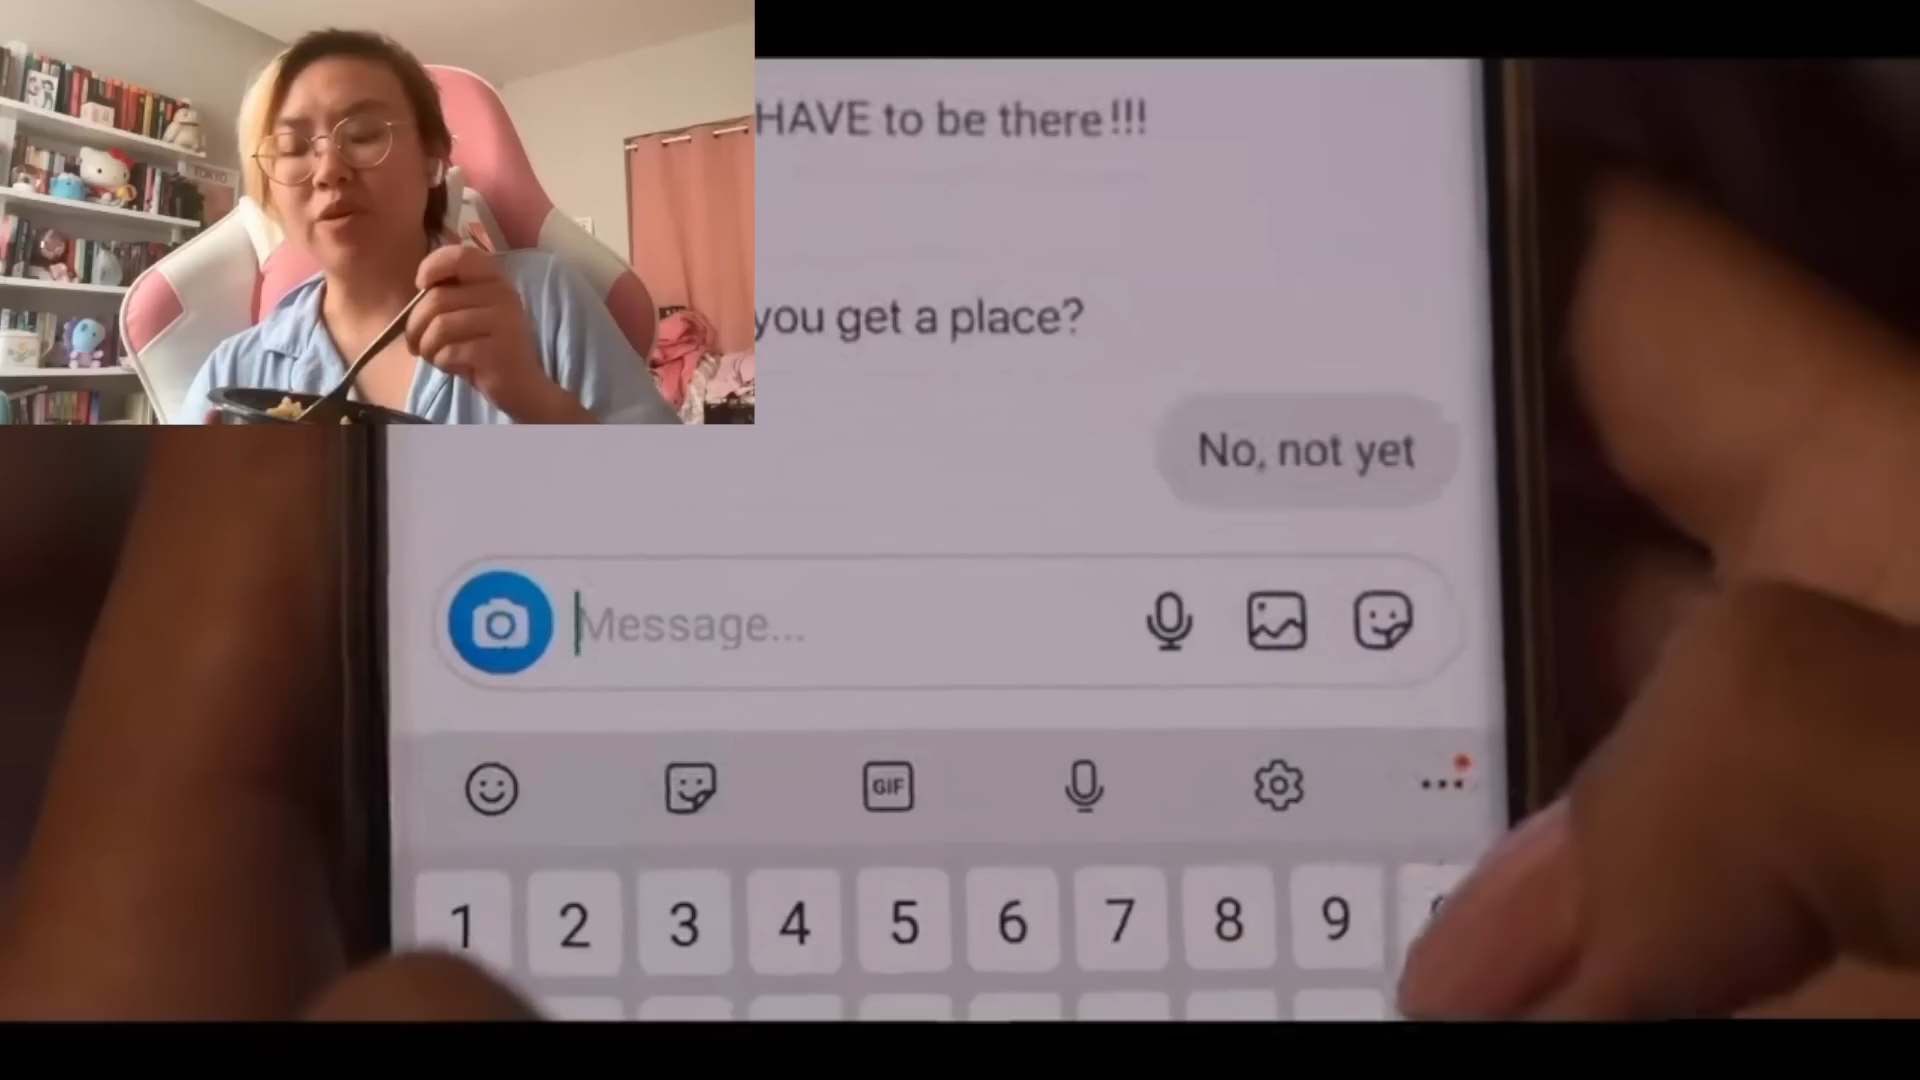 TOKYO
HAVE to be there!!!
you get a place?
No, not yet
Message...
GIF
1 2 3 4 5 6 7 8 9